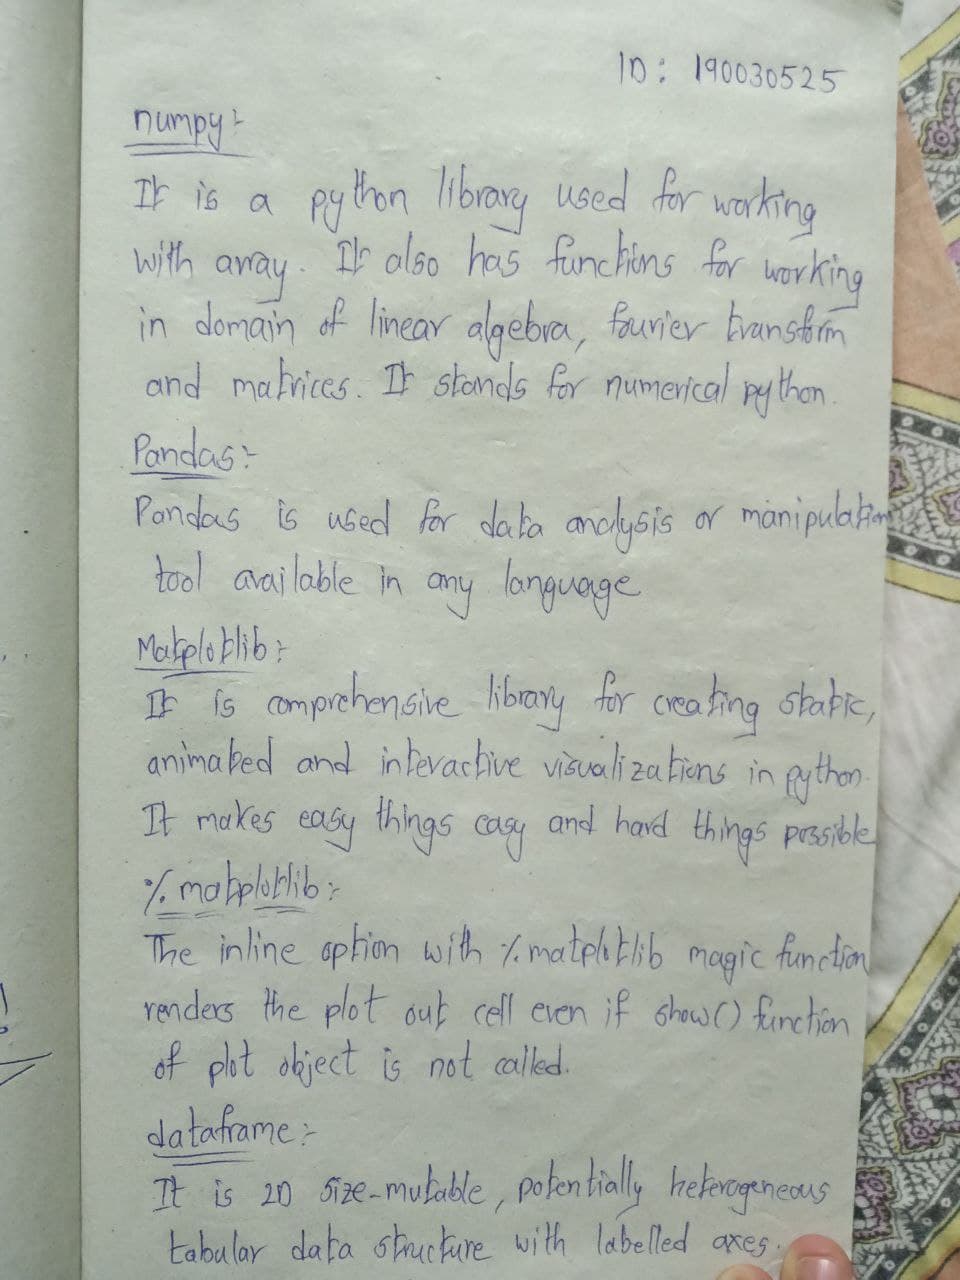 ID: 190030525
numpy:-
It is a python library used for working
with array. It also has functions for working
in domain of linear algebra, fourier transform
and matrices. It stands for numerical python.
Pandas:-
Pandas is used for data analysis or manipulation
tool available in any language
Matplotlib:-
It is comprehensive library for creating static,
animated and interactive visualizations in python.
It makes easy things easy and hard things possible
% matplotlib:-
The inline option with % matplotlib magic function
renders the plot out cell even if show() function
of plot object is not called.
dataframe:-
It is 2D size-mutable, potentially heterogeneous
tabular data structure with labelled axes.